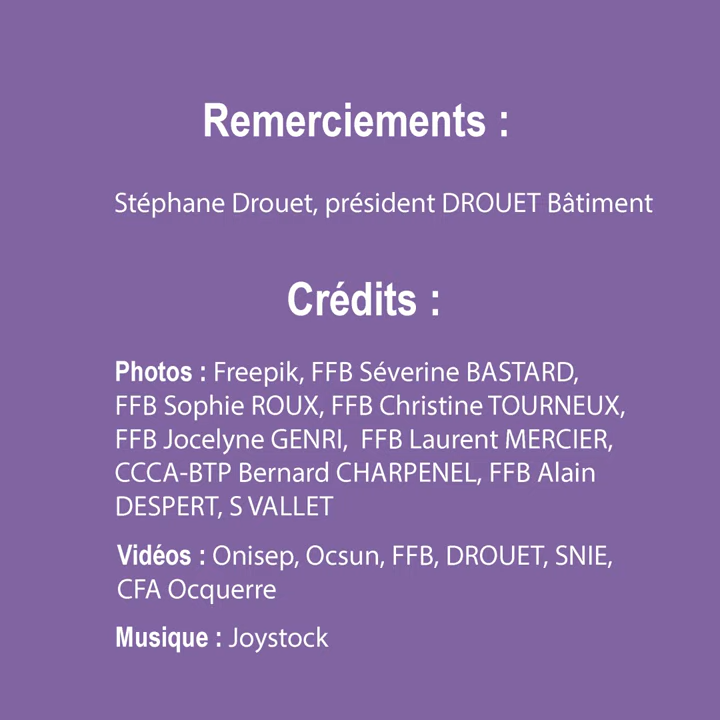 Remerciements :
Stéphane Drouet, président DROUET Bâtiment
Crédits :
Photos : Freepik, FFB Séverine BASTARD,
FFB Sophie ROUX, FFB Christine TOURNEUX,
FFB Jocelyne GENRI,  FFB Laurent MERCIER,
CCCA-BTP Bernard CHARPENEL, FFB Alain
DESPERT, S VALLET
Vidéos : Onisep, Ocsun, FFB, DROUET, SNIE,
CFA Ocquerre
Musique : Joystock